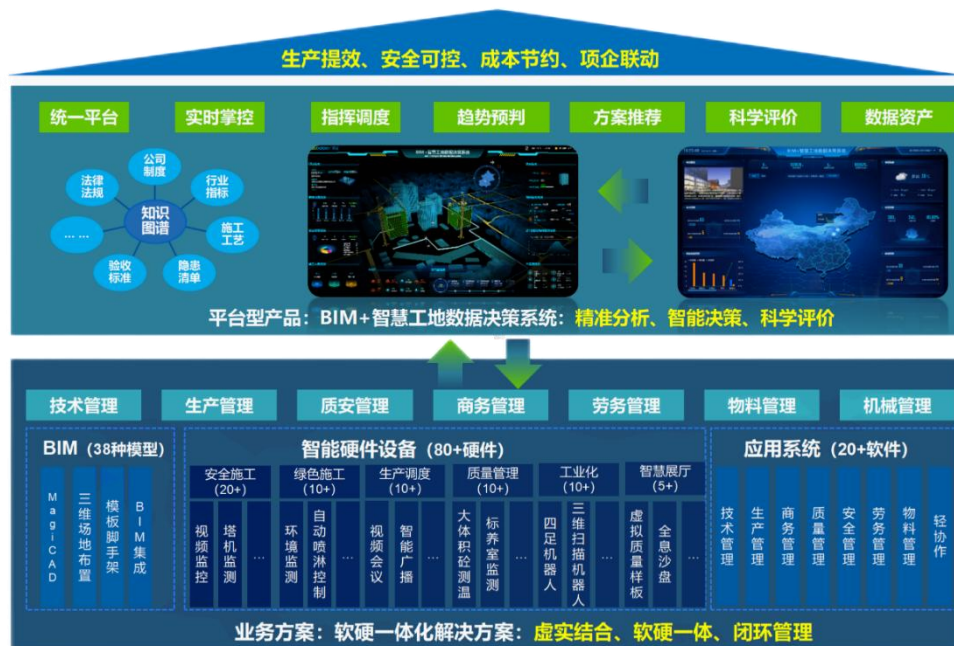 生产提效、安全可控、成本节约、项企联动
统一平台
实时掌控
指挥调度
趋势预判
方案推荐
科学评价
数据资产
知识图谱
公司制度
行业指标
施工工艺
隐患清单
验收标准
... ...
法律法规
BIM+智慧工地数据决策系统
平台型产品：BIM+智慧工地数据决策系统：精准分析、智能决策、科学评价
技术管理
生产管理
质安管理
商务管理
劳务管理
物料管理
机械管理
BIM（38种模型）
MagiCAD
三维场地布置
模板脚手架
BIM集成
智能硬件设备（80+硬件）
安全施工
(20+)
视频监控
塔机监测
…
绿色施工
(10+)
环境监测
自动喷淋控制
…
生产调度
(10+)
视频会议
智能广播
…
质量管理
(10+)
大体积砼测温
标养室监测
…
工业化
(10+)
四足机器人
三维扫描机器人
…
智慧展厅
(5+)
虚拟质量样板
全息沙盘
…
应用系统（20+软件）
技术管理
生产管理
商务管理
质量管理
安全管理
劳务管理
物料管理
轻协作
业务方案：软硬一体化解决方案：虚实结合、软硬一体、闭环管理